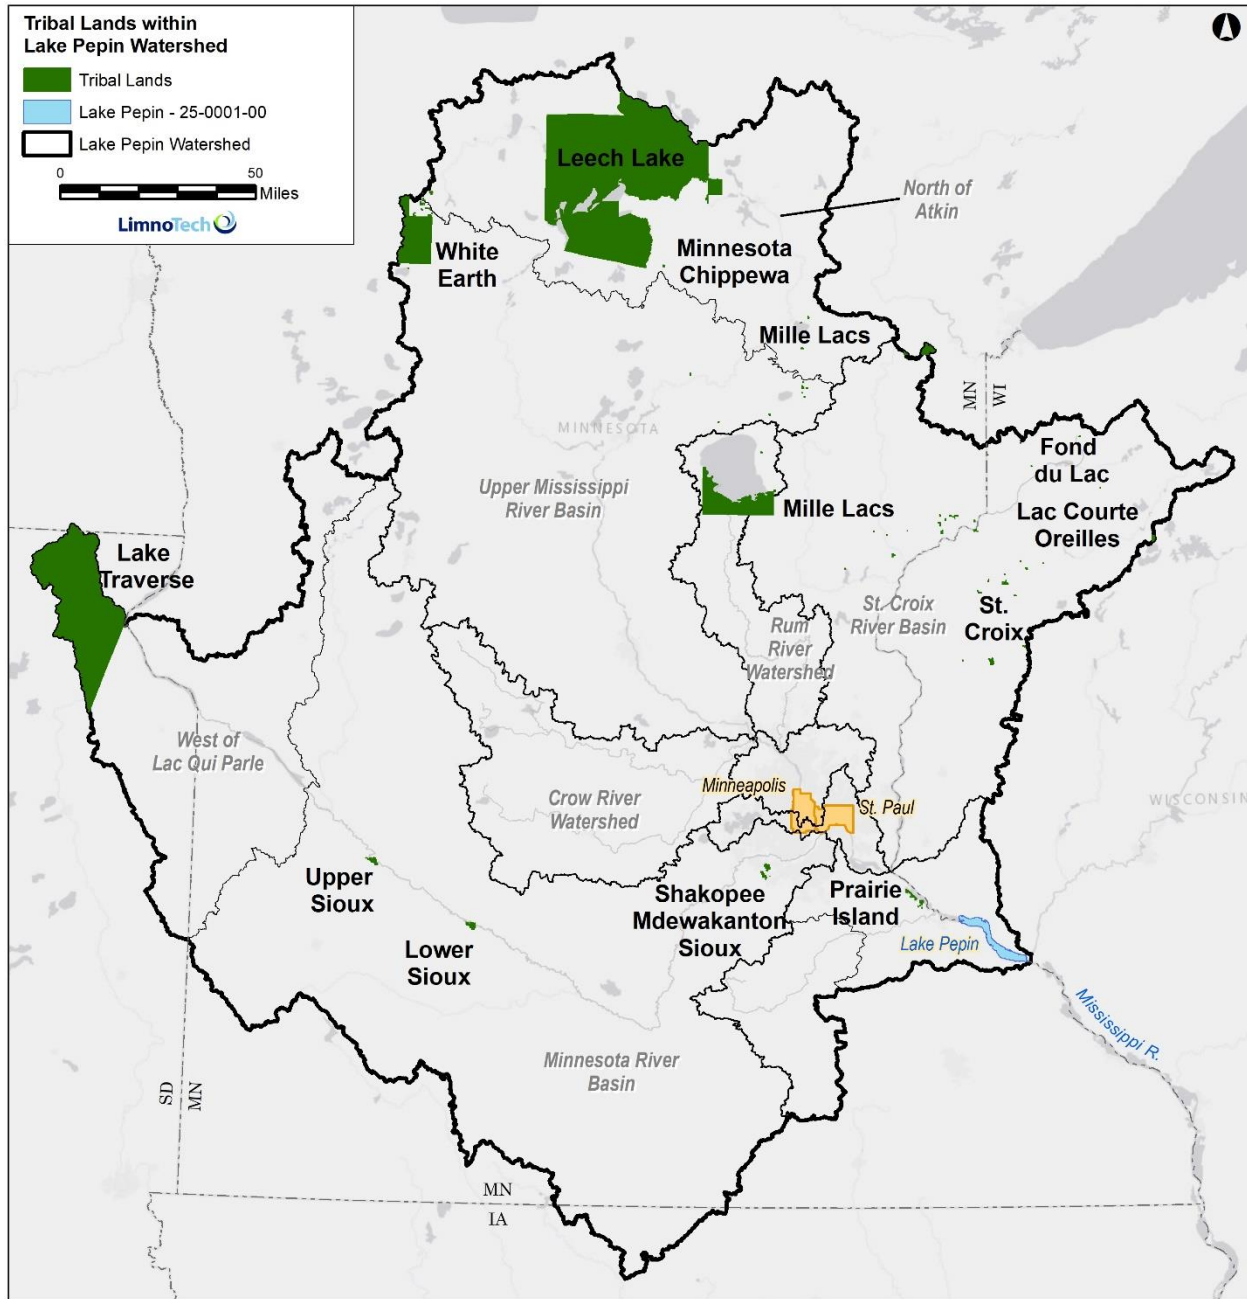 Tribal Lands within
Lake Pepin Watershed
Tribal Lands
Lake Pepin - 25-0001-00
Lake Pepin Watershed
0
50
Miles
LimnoTech
Leech Lake
North of
Atkin
White
Earth
Minnesota
Chippewa
Mille Lacs
MN
WI
MINNESOTA
Fond
du Lac
Upper Mississippi
River Basin
Mille Lacs
Lac Courte
Oreilles
Lake
Traverse
St. Croix
River Basin
St.
Croix
Rum
River
Watershed
West of
Lac Qui Parle
Minneapolis
Crow River
Watershed
St. Paul
WISCONSIN
Upper
Sioux
Shakopee
Mdewakanton
Sioux
Prairie
Island
Lower
Sioux
Lake Pepin
Mississippi R.
Minnesota River
Basin
SD
MN
MN
IA